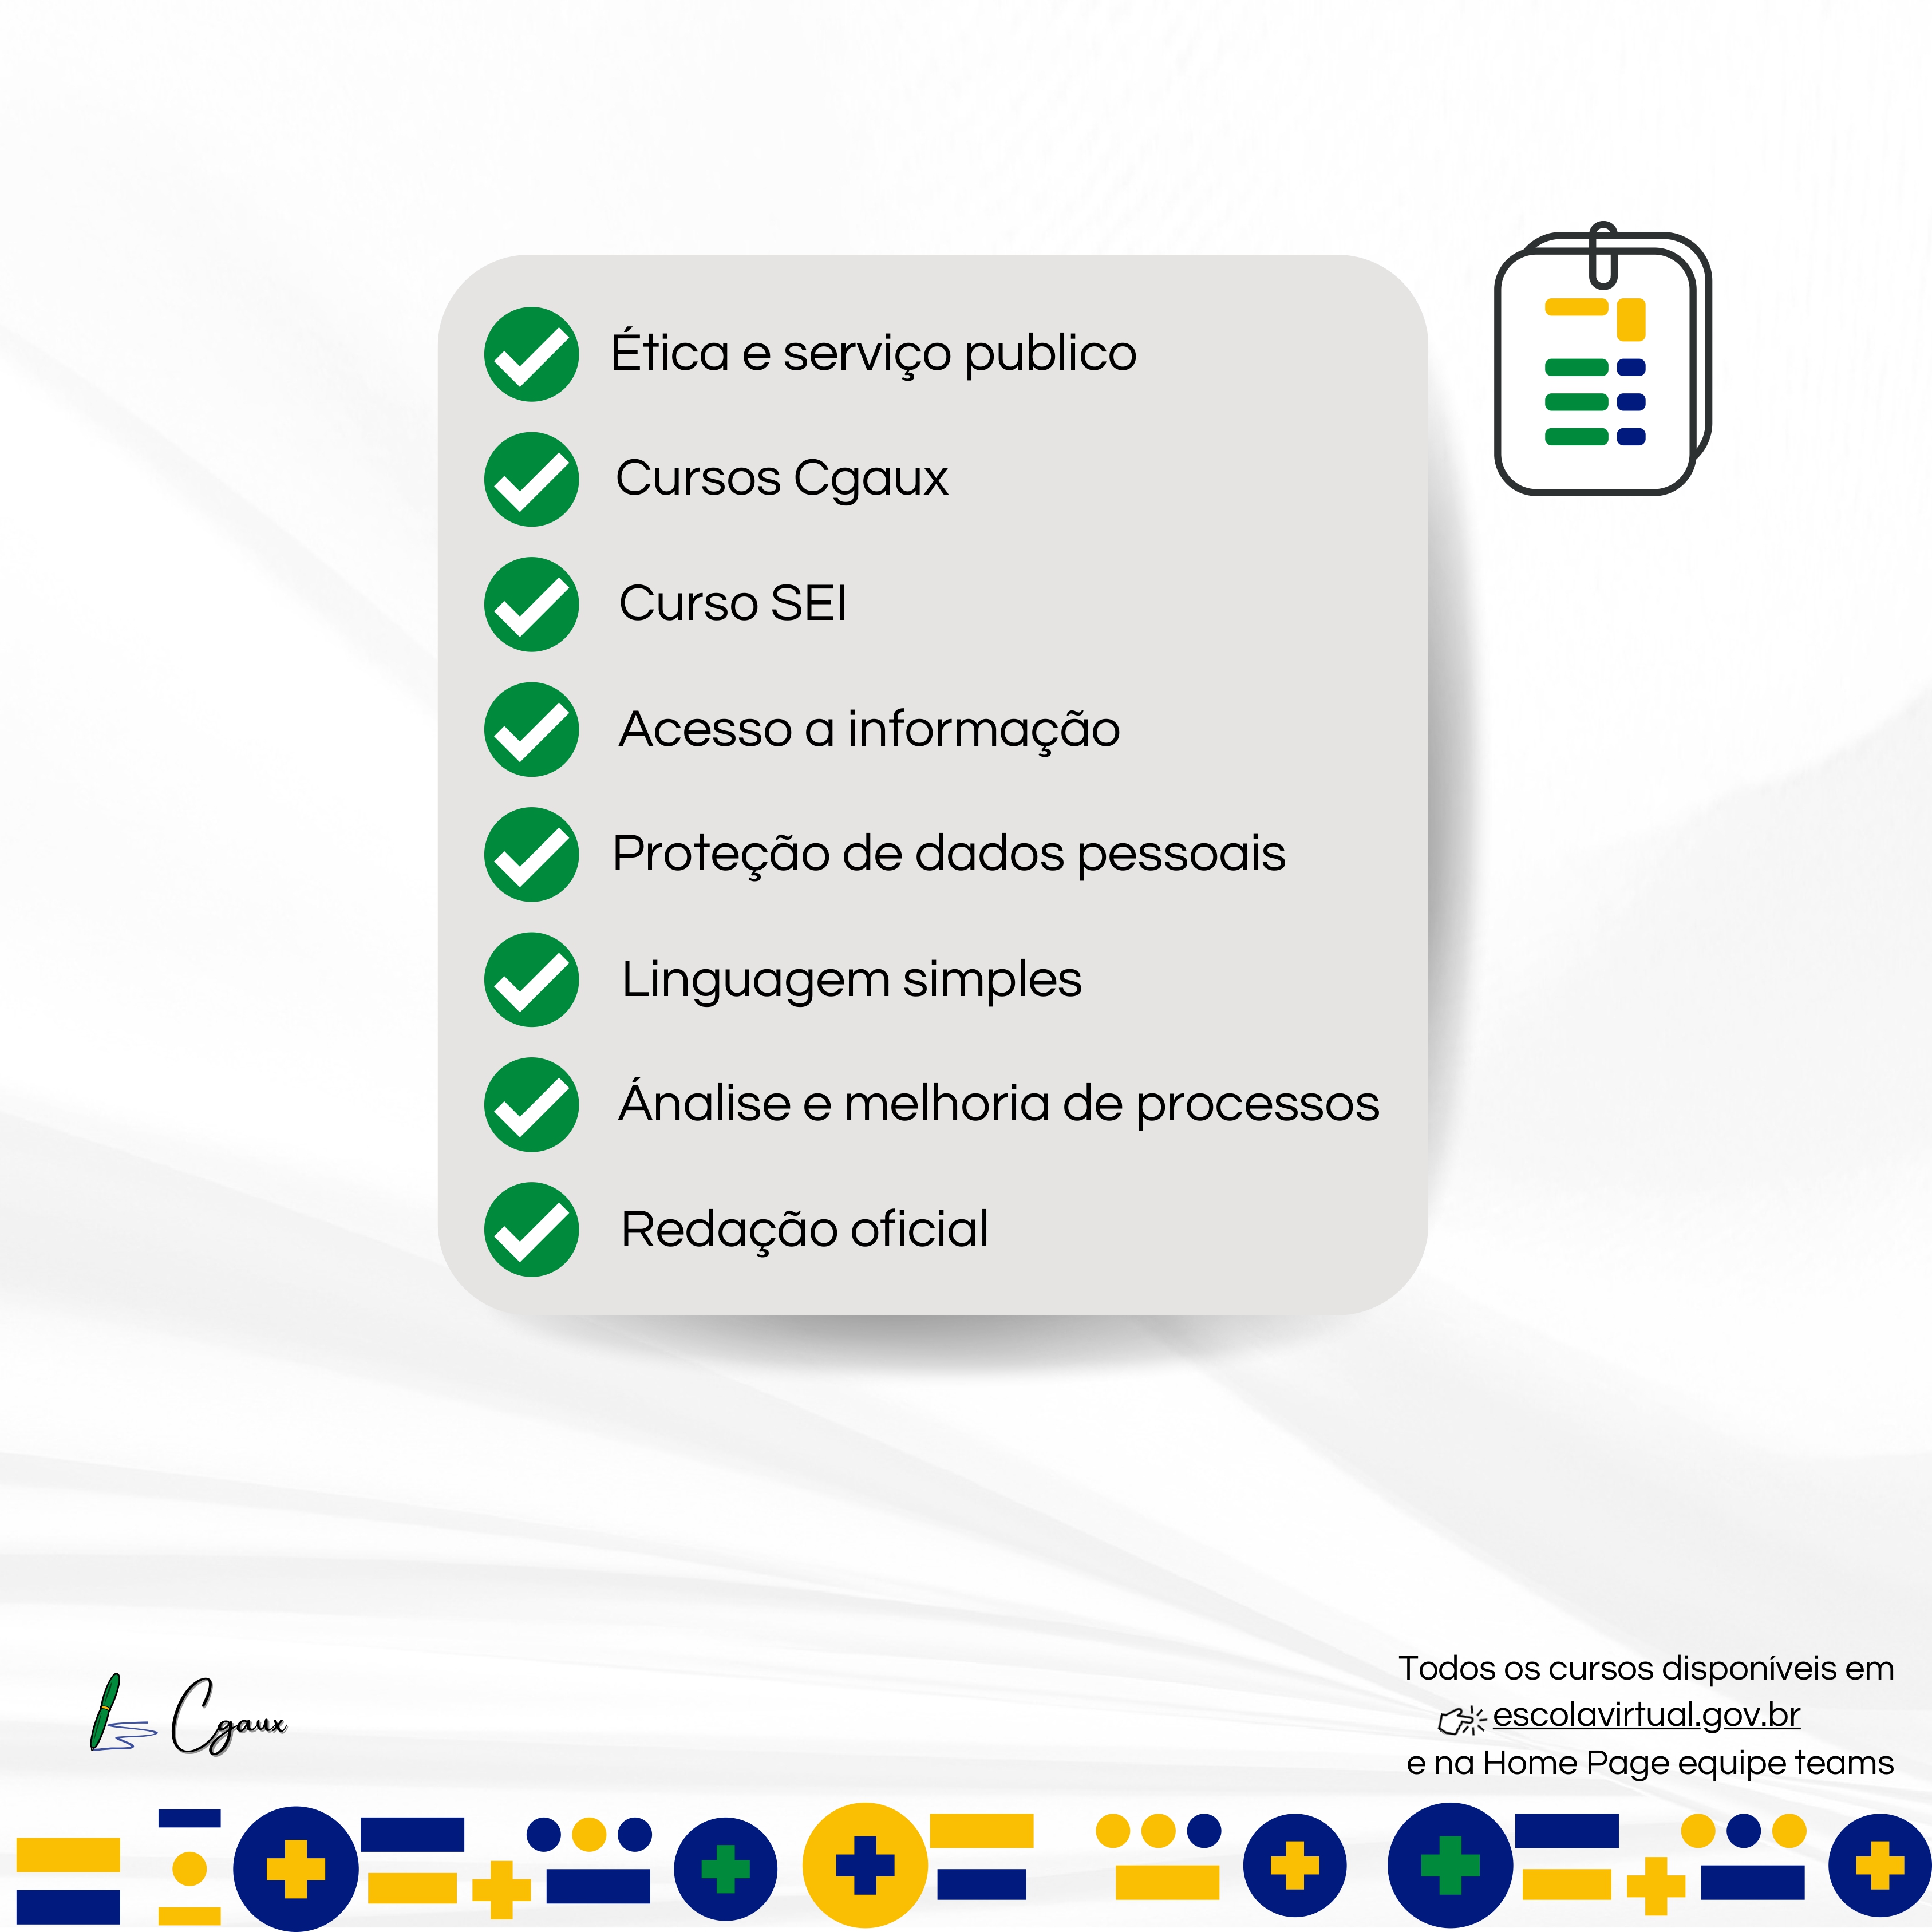 Ética e serviço publico
Cursos Cgaux
Curso SEI
Acesso a informação
Proteção de dados pessoais
Linguagem simples
Ánalise e melhoria de processos
Redação oficial
Cgaux
Todos os cursos disponíveis em
escolavirtual.gov.br
e na Home Page equipe teams